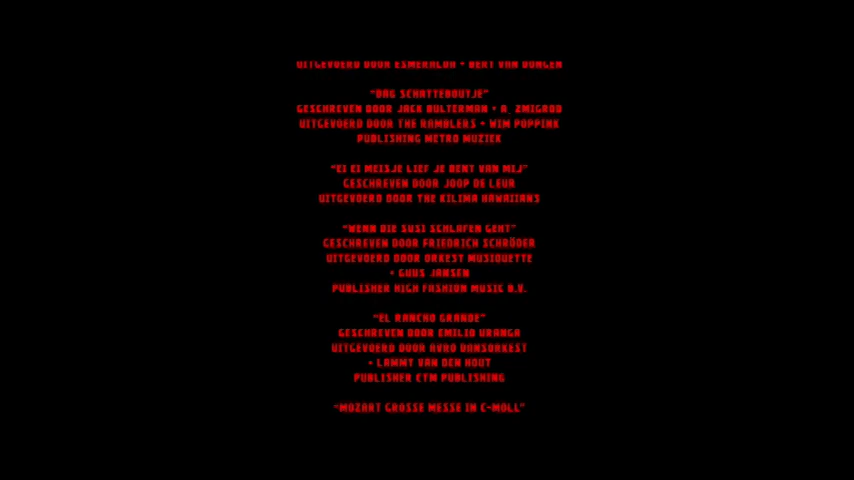 UITGEVOERD DOOR ESMERALDA • BERT VAN DONGEN
"DAG SCHATTEBOUTJE"
GESCHREVEN DOOR JACK BULTERMAN • A. ZMIGROD
UITGEVOERD DOOR THE RAMBLERS • WIM POPPINK
PUBLISHING METRO MUZIEK
"EI EI MEISJE LIEF JE BENT VAN MIJ"
GESCHREVEN DOOR JOOP DE LEUR
UITGEVOERD DOOR THE KILIMA HAWAIIANS
"WENN DIE SUSI SCHLAFEN GEHT"
GESCHREVEN DOOR FRIEDRICH SCHRÖDER
UITGEVOERD DOOR ORKEST MUSIQUETTE
• GUUS JANSEN
PUBLISHER HIGH FASHION MUSIC B.V.
"EL RANCHO GRANDE"
GESCHREVEN DOOR EMILIO URANGA
UITGEVOERD DOOR AVRO DANSORKEST
• LAMMT VAN DEN HOUT
PUBLISHER CTM PUBLISHING
"MOZART GROSSE MESSE IN C-MOLL"